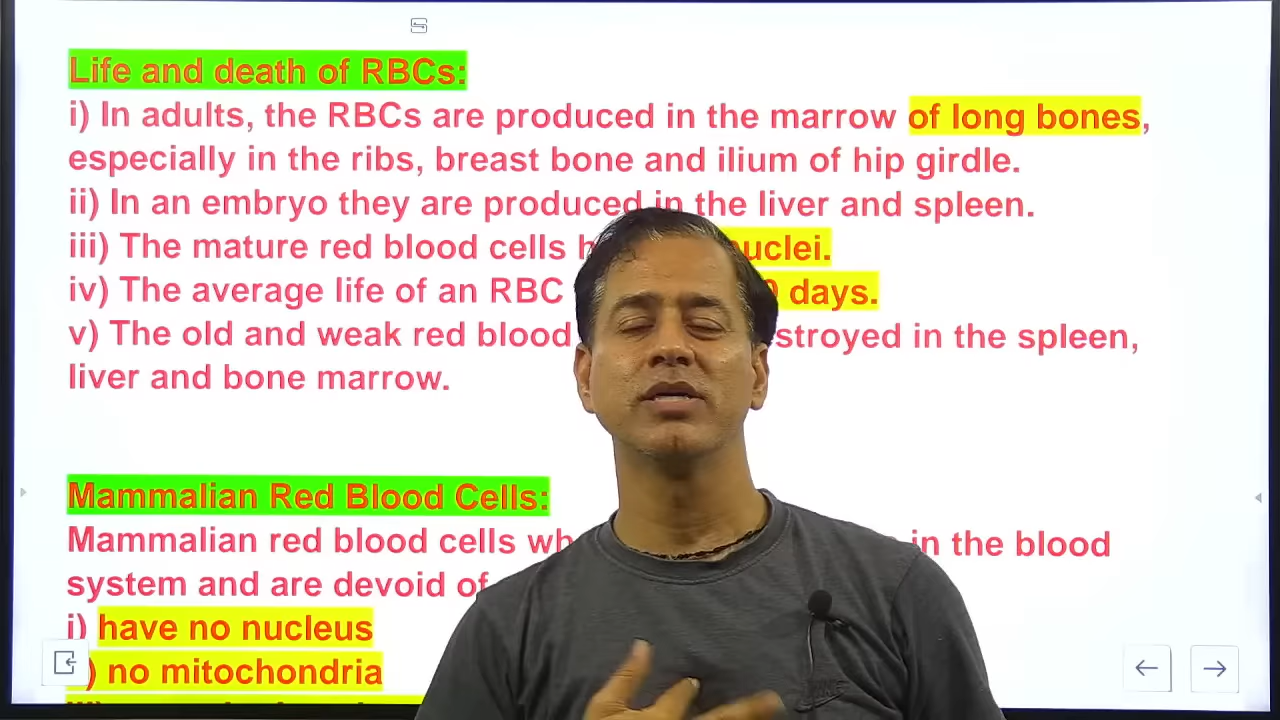 Life and death of RBCs:
i) In adults, the RBCs are produced in the marrow of long bones,
especially in the ribs, breast bone and ilium of hip girdle.
ii) In an embryo they are produced in the liver and spleen.
iii) The mature red blood cells
iv) The average life of an RBC days.
v) The old and weak red blood in the spleen,
liver and bone marrow.
Mammalian Red Blood Cells:
Mammalian red blood cells in the blood
system and are devoid of
i) have no nucleus
) no mitochondria